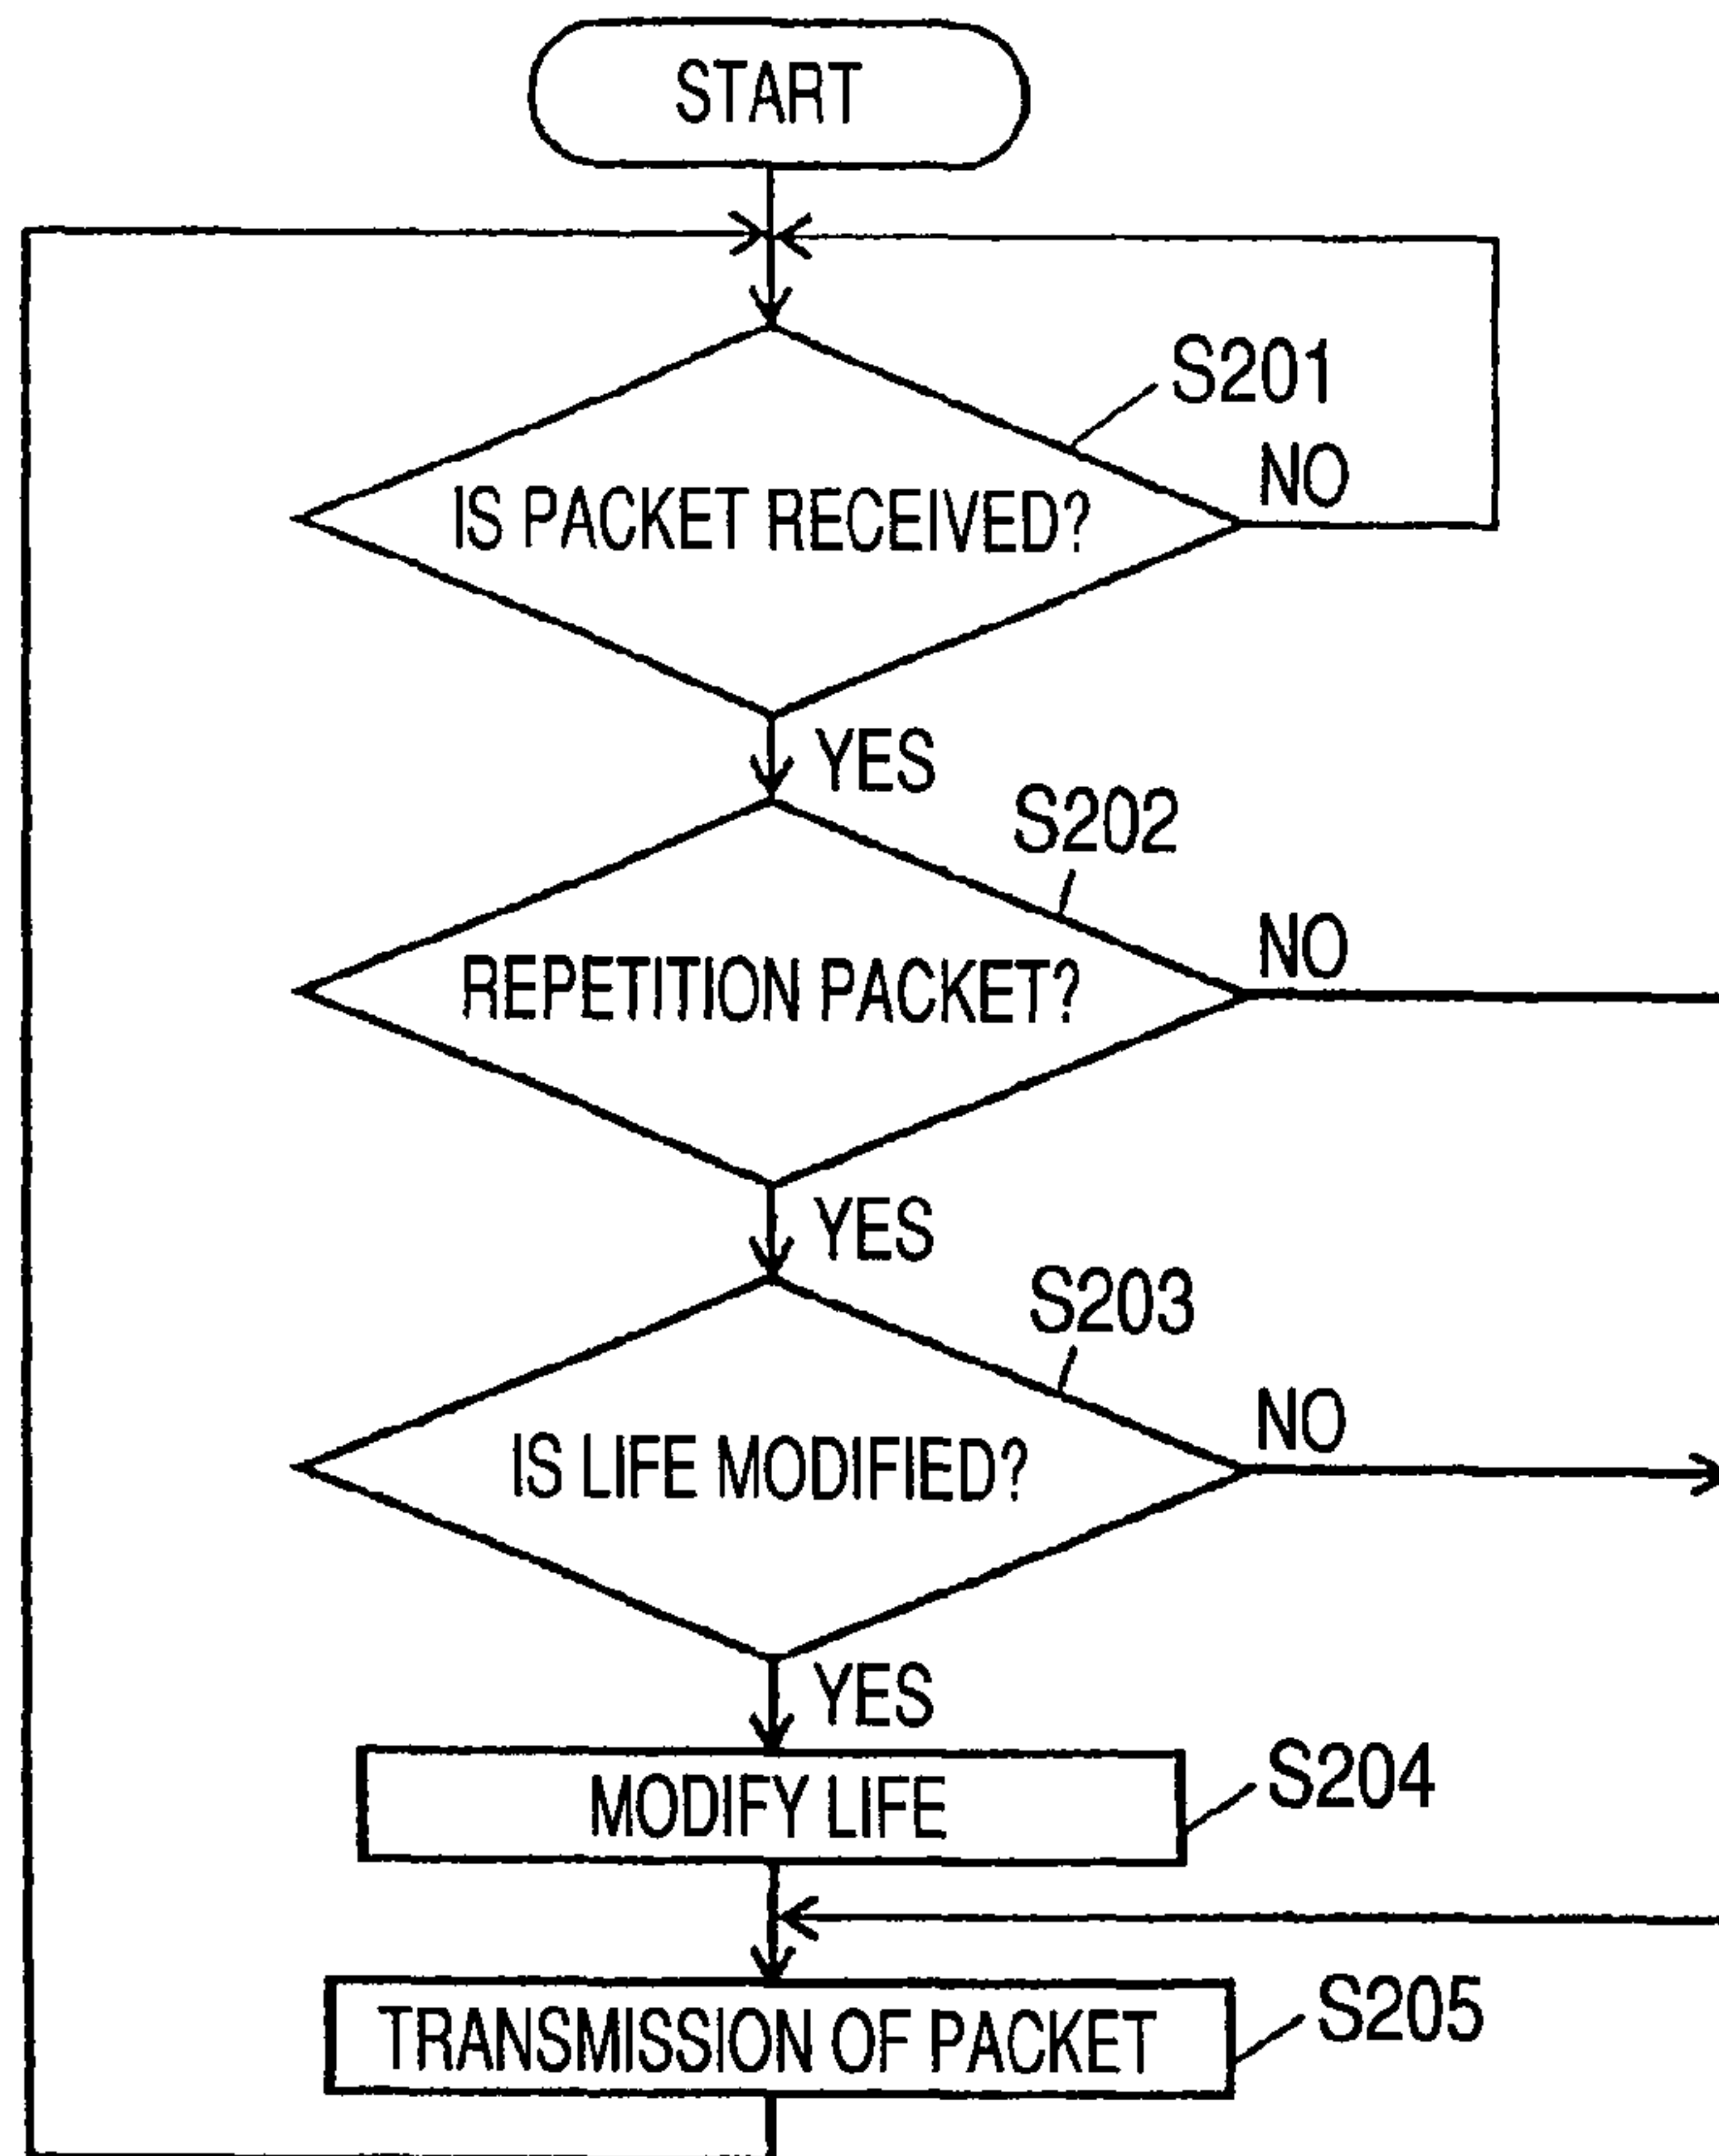 START
S201
NO
IS PACKET RECEIVED?
YES
S202
NO
REPETITION PACKET?
YES
S203
NO
IS LIFE MODIFIED?
YES
MODIFY LIFE
S204
TRANSMISSION OF PACKET
S205